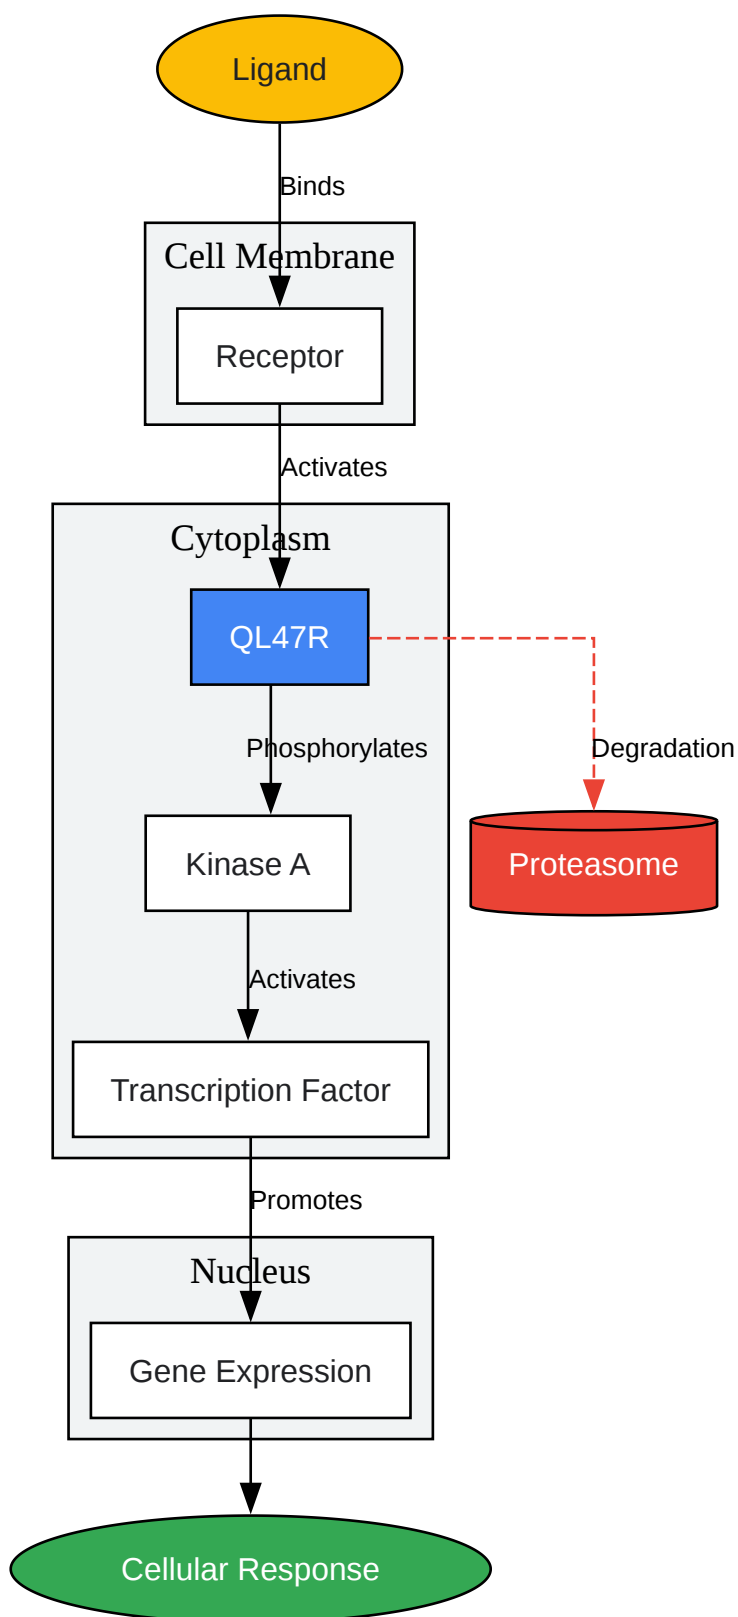 Ligand
Binds
Cell Membrane
Receptor
Activates
Cytoplasm
QL47R
Phosphorylates
Degradation
Kinase A
Proteasome
Activates
Transcription Factor
Promotes
Nucleus
Gene Expression
Cellular Response